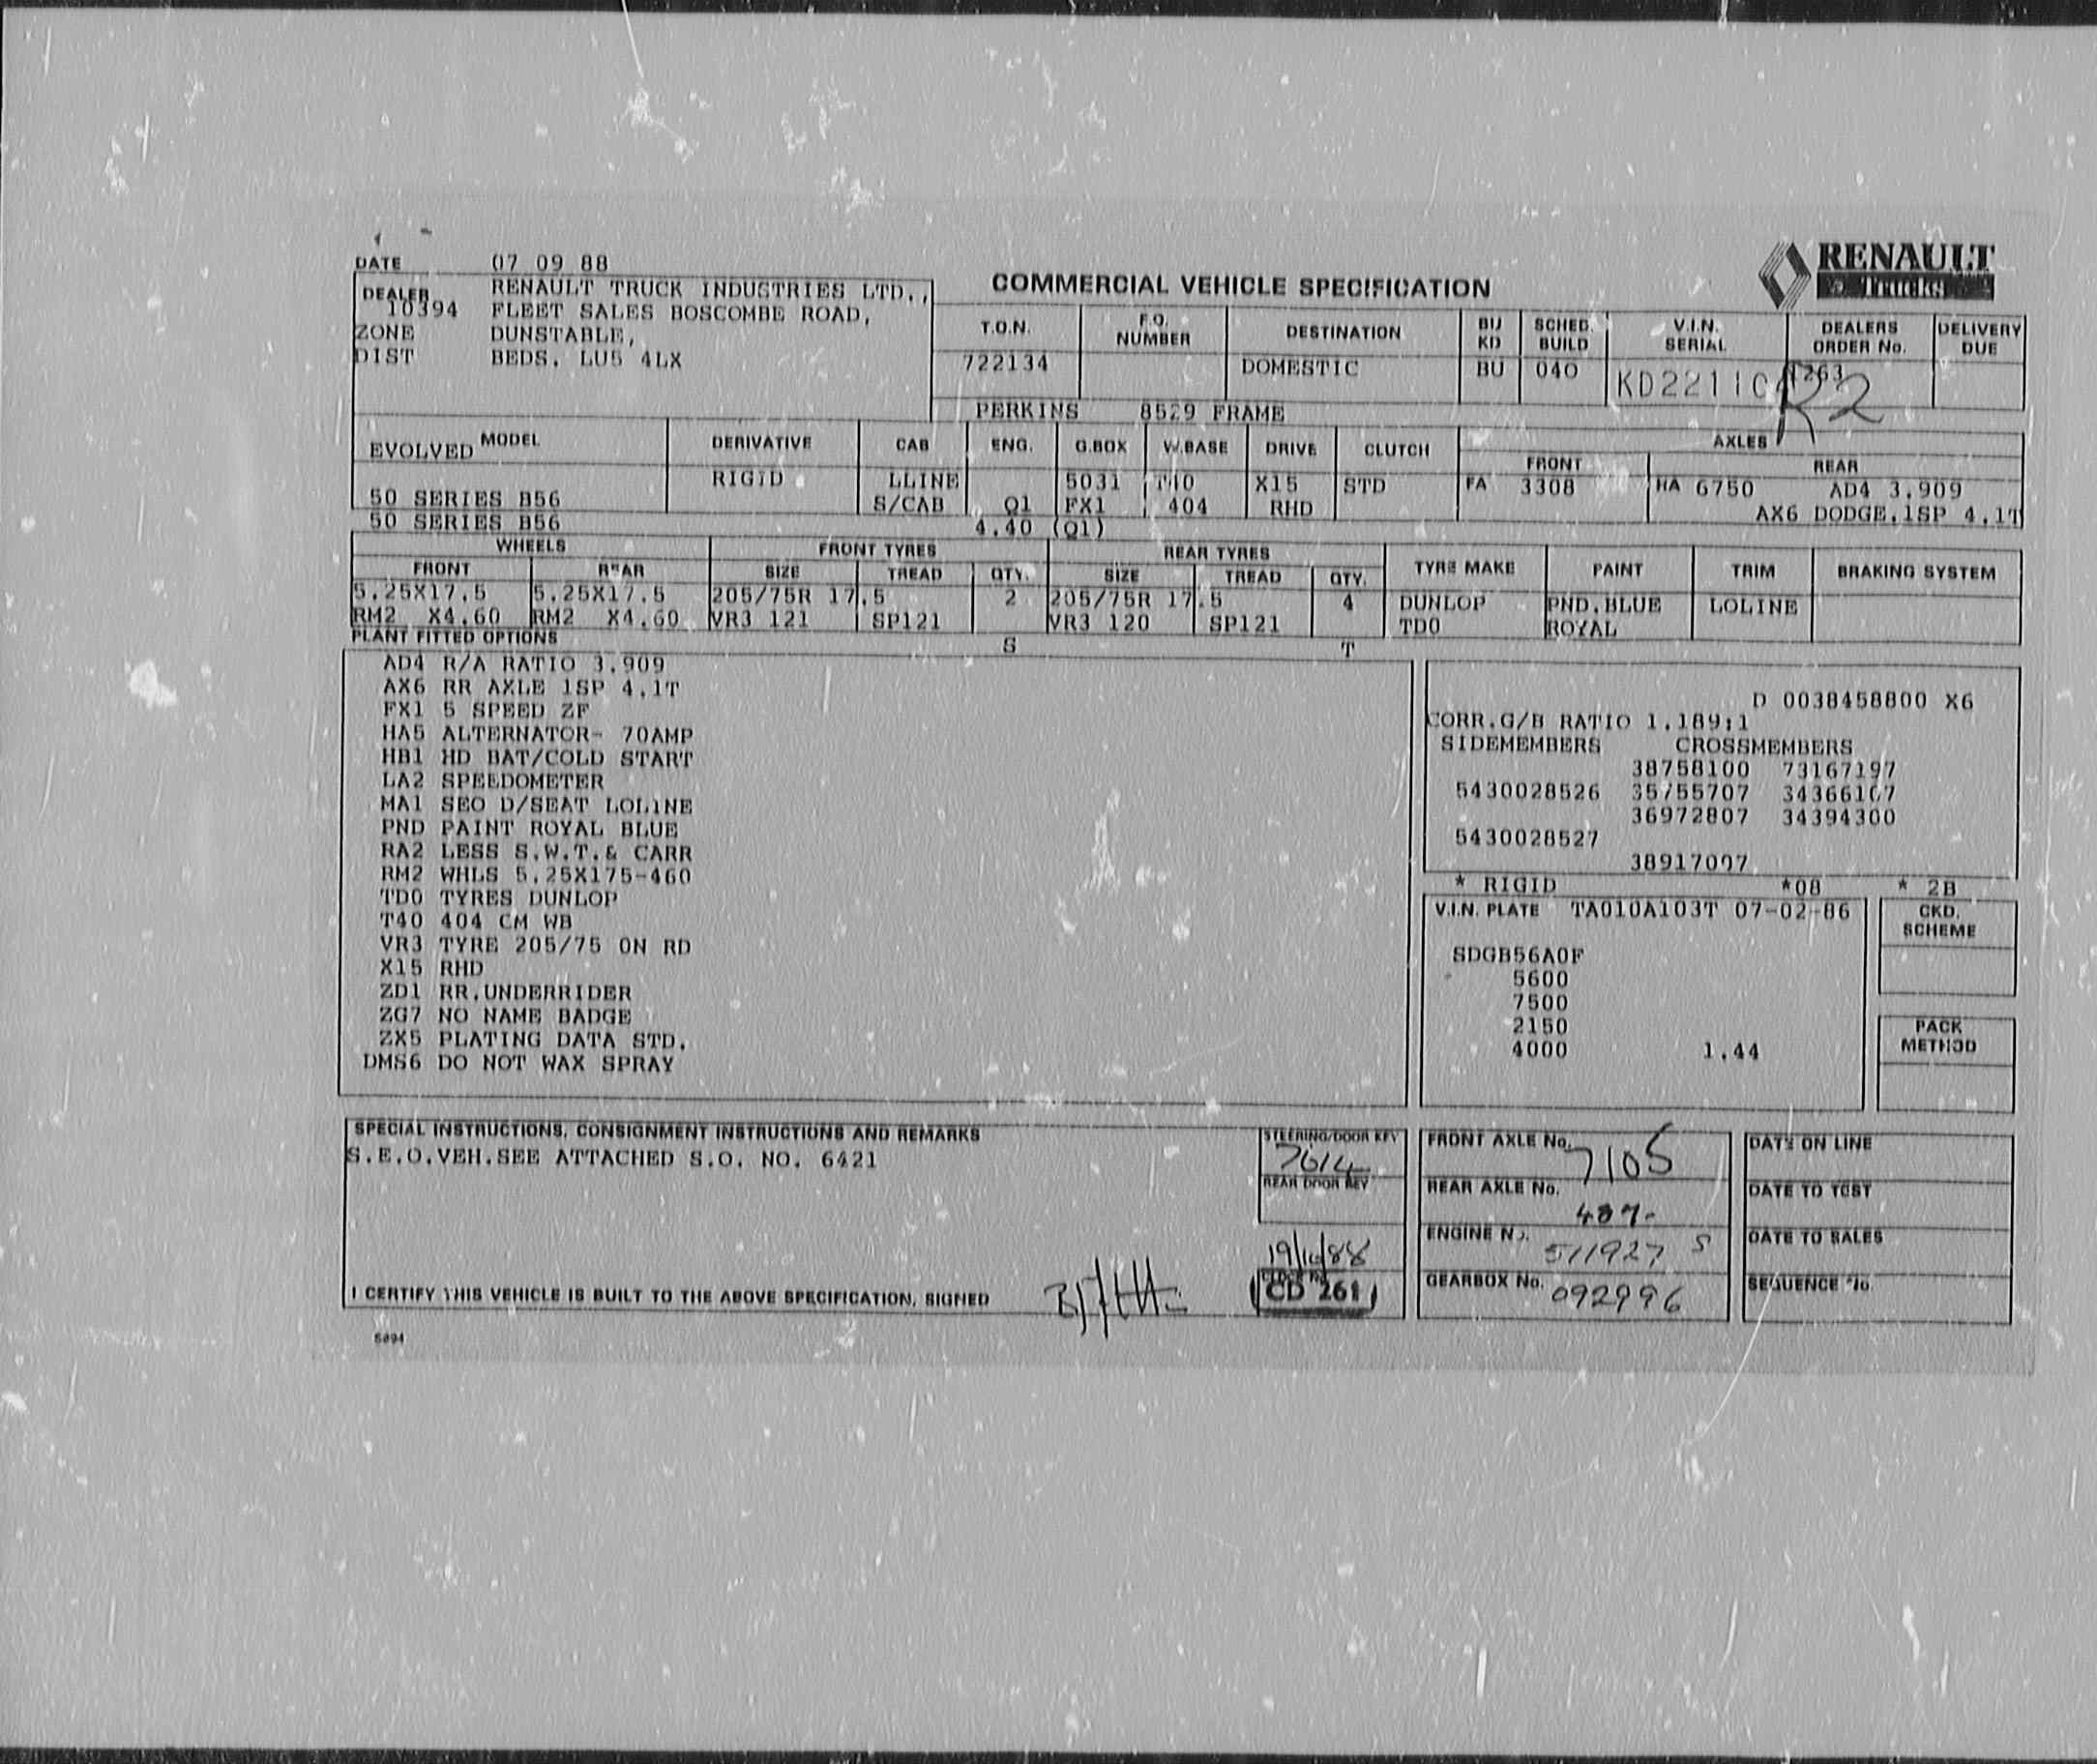 DATE 07 09 88
RENAULT
Trucks
COMMERCIAL VEHICLE SPECIFICATION
DEALER RENAULT TRUCK INDUSTRIES LTD.,
10394 FLEET SALES BOSCOMBE ROAD,
ZONE DUNSTABLE,
DIST BEDS. LU5 4LX
T.O.N. F.O. NUMBER DESTINATION BU KD SCHED. BUILD V.I.N. SERIAL DEALERS ORDER No. DELIVERY DUE
722134 DOMESTIC BU 040 R2
PERKINS 8529 FRAME
EVOLVED MODEL DERIVATIVE CAB ENG. G.BOX W.BASE DRIVE CLUTCH AXLES
FRONT REAR
RIGID LLINE 5031 T40 X15 STD FA 3308 HA 6750 AD4 3.909
50 SERIES B56 S/CAB Q1 FX1 404 RHD AX6 DODGE,1SP 4.1T
50 SERIES B56 4.40 (Q1)
WHEELS FRONT TYRES REAR TYRES TYRE MAKE PAINT TRIM BRAKING SYSTEM
FRONT REAR SIZE TREAD QTY. SIZE TREAD QTY.
5.25X17.5 5.25X17.5 205/75R 17.5 2 205/75R 17.5 4 DUNLOP PND.BLUE LOLINE
RM2 X4.60 RM2 X4.60 VR3 121 SP121 VR3 120 SP121 TD0 ROYAL
PLANT FITTED OPTIONS S T
AD4 R/A RATIO 3.909
AX6 RR AXLE 1SP 4.1T
FX1 5 SPEED ZF
HA5 ALTERNATOR- 70AMP
HB1 HD BAT/COLD START
LA2 SPEEDOMETER
MA1 SEO D/SEAT LOLINE
PND PAINT ROYAL BLUE
RA2 LESS S.W.T.& CARR
RM2 WHLS 5.25X175-460
TD0 TYRES DUNLOP
T40 404 CM WB
VR3 TYRE 205/75 ON RD
X15 RHD
ZD1 RR.UNDERRIDER
ZG7 NO NAME BADGE
ZX5 PLATING DATA STD.
DMS6 DO NOT WAX SPRAY
D 0038458800 X6
CORR.G/B RATIO 1.189:1
SIDEMEMBERS CROSSMEMBERS
38758100 73167197
5430028526 35755707 34366107
36972807 34394300
5430028527
38917007
* RIGID *08 * 2B
V.I.N. PLATE TA010A103T 07-02-86
CKD. SCHEME
SDGB56A0F
5600
7500
2150
4000 1.44
PACK METHOD
SPECIAL INSTRUCTIONS, CONSIGNMENT INSTRUCTIONS AND REMARKS
S.E.O.VEH.SEE ATTACHED S.O. NO. 6421
STEERING/DOOR KEY
7614
REAR DOOR KEY
19/10/88
CD 261
FRONT AXLE No. 7105
REAR AXLE No.
ENGINE No. 511927 S
GEARBOX No. 092996
DATE ON LINE
DATE TO TEST
DATE TO SALES
SEQUENCE No.
I CERTIFY THIS VEHICLE IS BUILT TO THE ABOVE SPECIFICATION, SIGNED
5094